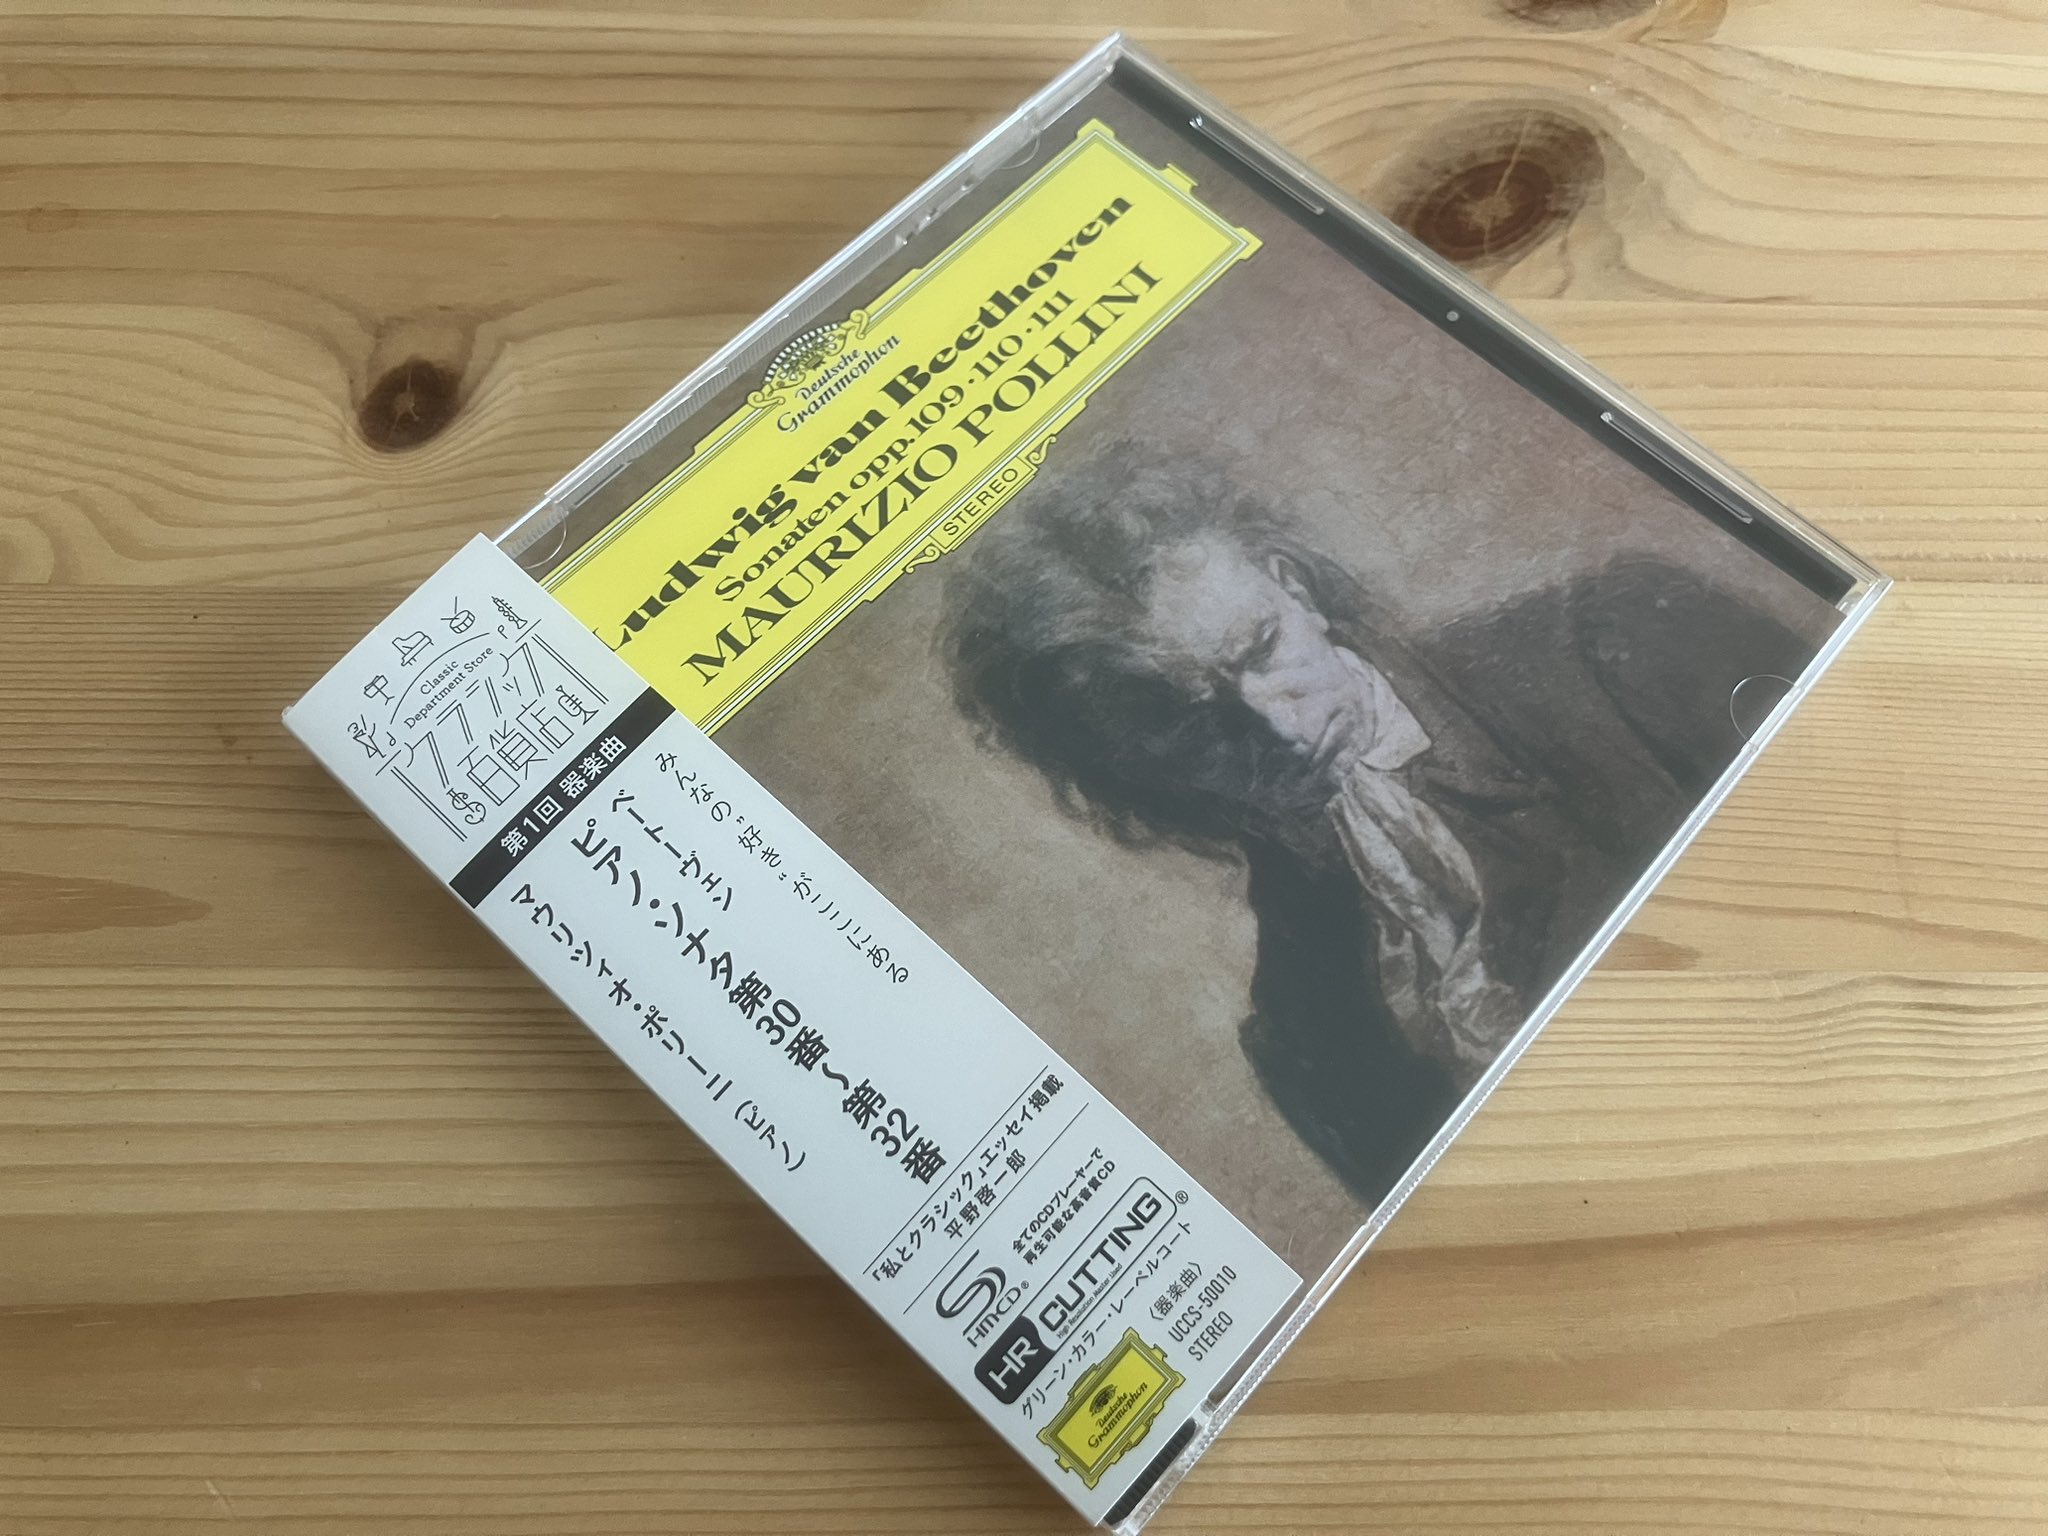 Deutsche
Grammophon
Ludwig van Beethoven
Sonaten opp. 109·110·111
MAURIZIO POLLINI
STEREO
Classic
Department Store
クラシック
百貨店
第1回 器楽曲
みんなの”好き“がここにある
ベートーヴェン
ピアノ・ソナタ第30番〜第32番
マウリツィオ・ポリーニ(ピアノ)
「私とクラシック」エッセイ掲載
平野啓一郎
SHM-CD®
全てのCDプレーヤーで
再生可能な高音質CD
HR CUTTING®
High Resolution Master Used
グリーン・カラー・レーベルコート
Deutsche
Grammophon
〈器楽曲〉
UCCS-50010
STEREO